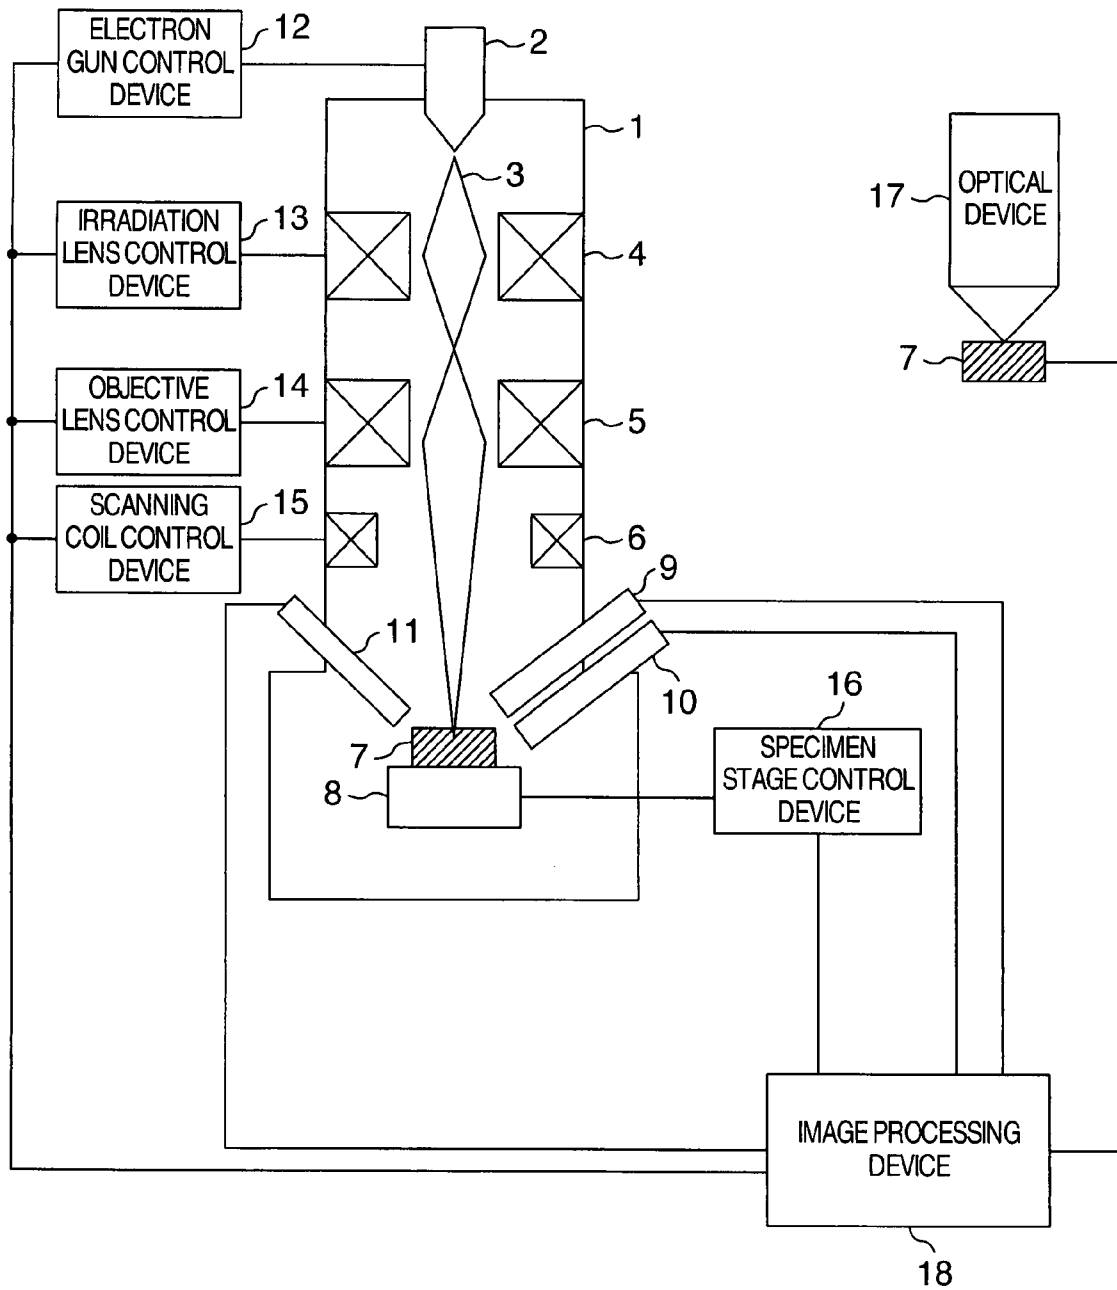 ELECTRON
GUN CONTROL
DEVICE
12
2
1
3
IRRADIATION
LENS CONTROL
DEVICE
13
4
OPTICAL
DEVICE
17
7
OBJECTIVE
LENS CONTROL
DEVICE
14
5
SCANNING
COIL CONTROL
DEVICE
15
6
9
11
10
16
7
8
SPECIMEN
STAGE CONTROL
DEVICE
IMAGE PROCESSING
DEVICE
18